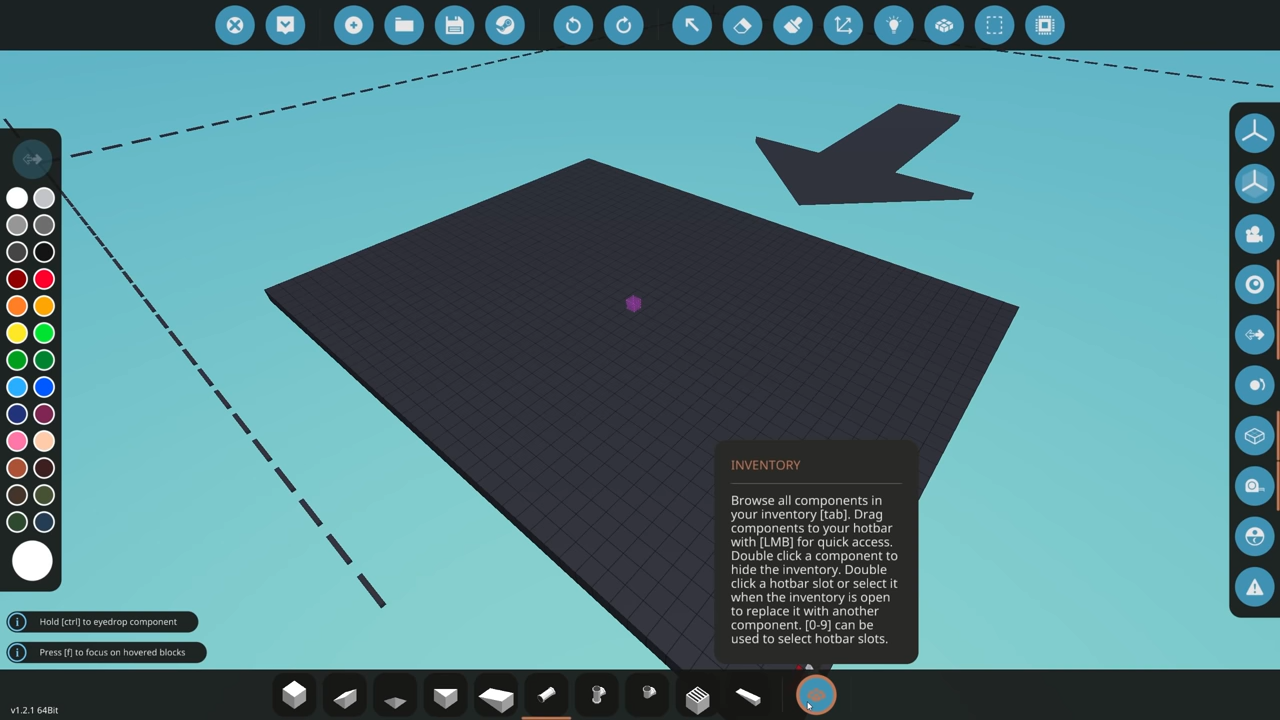 INVENTORY
Browse all components in
your inventory [tab]. Drag
components to your hotbar
with [LMB] for quick access.
Double click a component to
hide the inventory. Double
click a hotbar slot or select it
when the inventory is open
to replace it with another
component. [0-9] can be
used to select hotbar slots.
Hold [ctrl] to eyedrop component
Press [f] to focus on hovered blocks
v1.2.1 64Bit